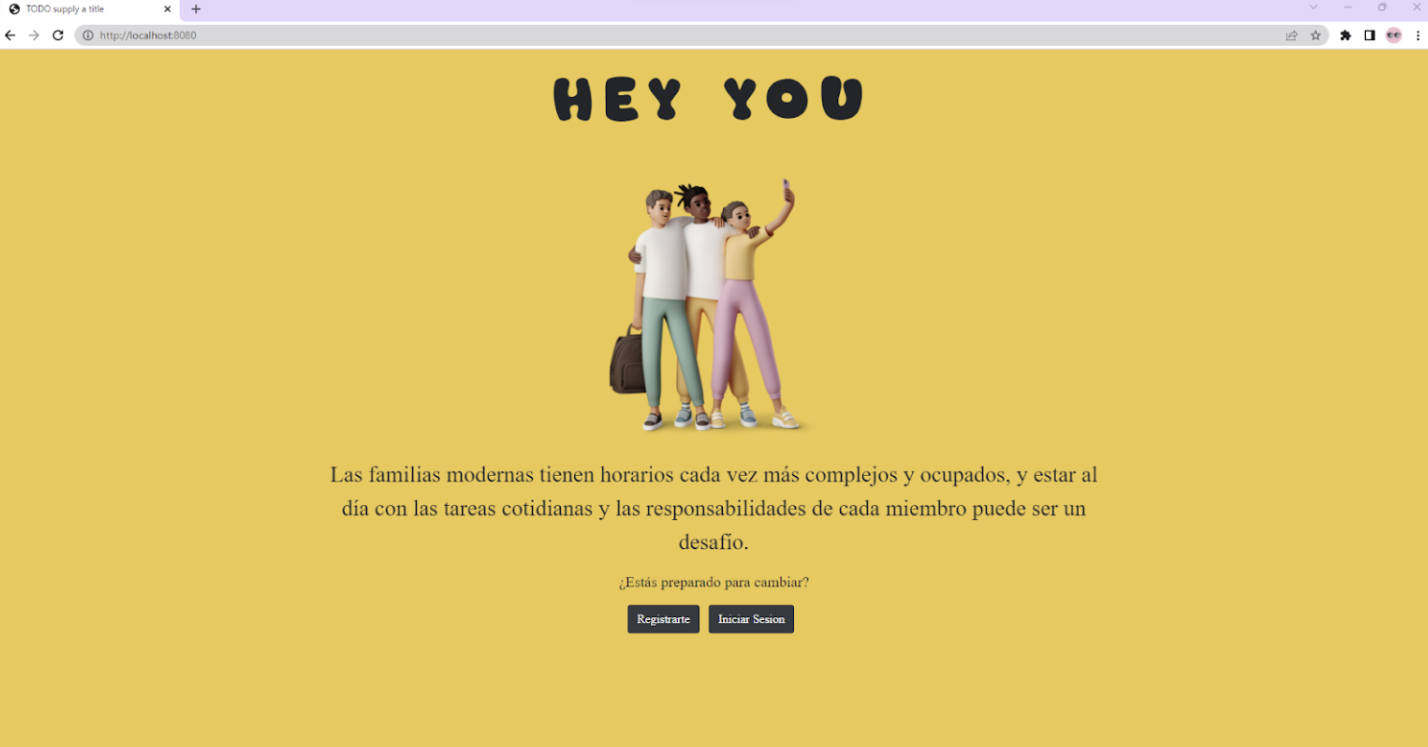 TODO supply a title
http://localhost:8080
HEY YOU
Las familias modernas tienen horarios cada vez más complejos y ocupados, y estar al
día con las tareas cotidianas y las responsabilidades de cada miembro puede ser un
desafío.
¿Estás preparado para cambiar?
Registrarte
Iniciar Sesion